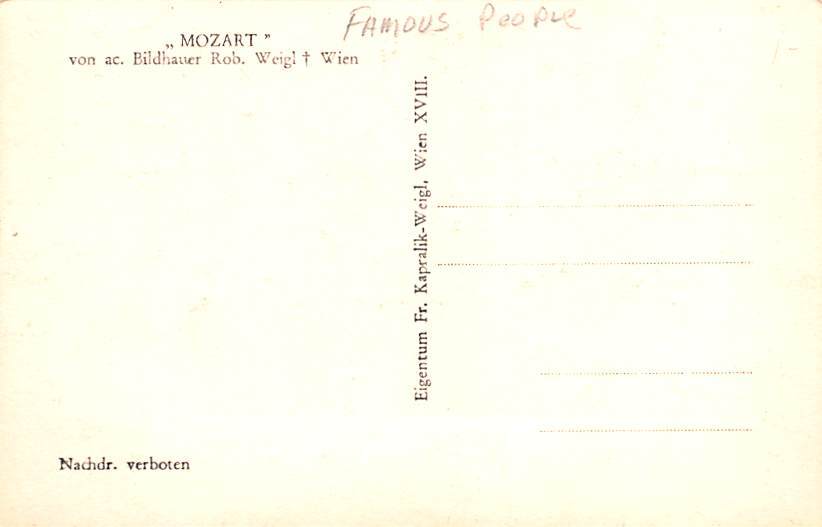 FAMOUS PEOPLE
„ MOZART ”
von ac. Bildhauer Rob. Weigl † Wien
Eigentum Fr. Kapralik-Weigl, Wien XVIII.
Nachdr. verboten